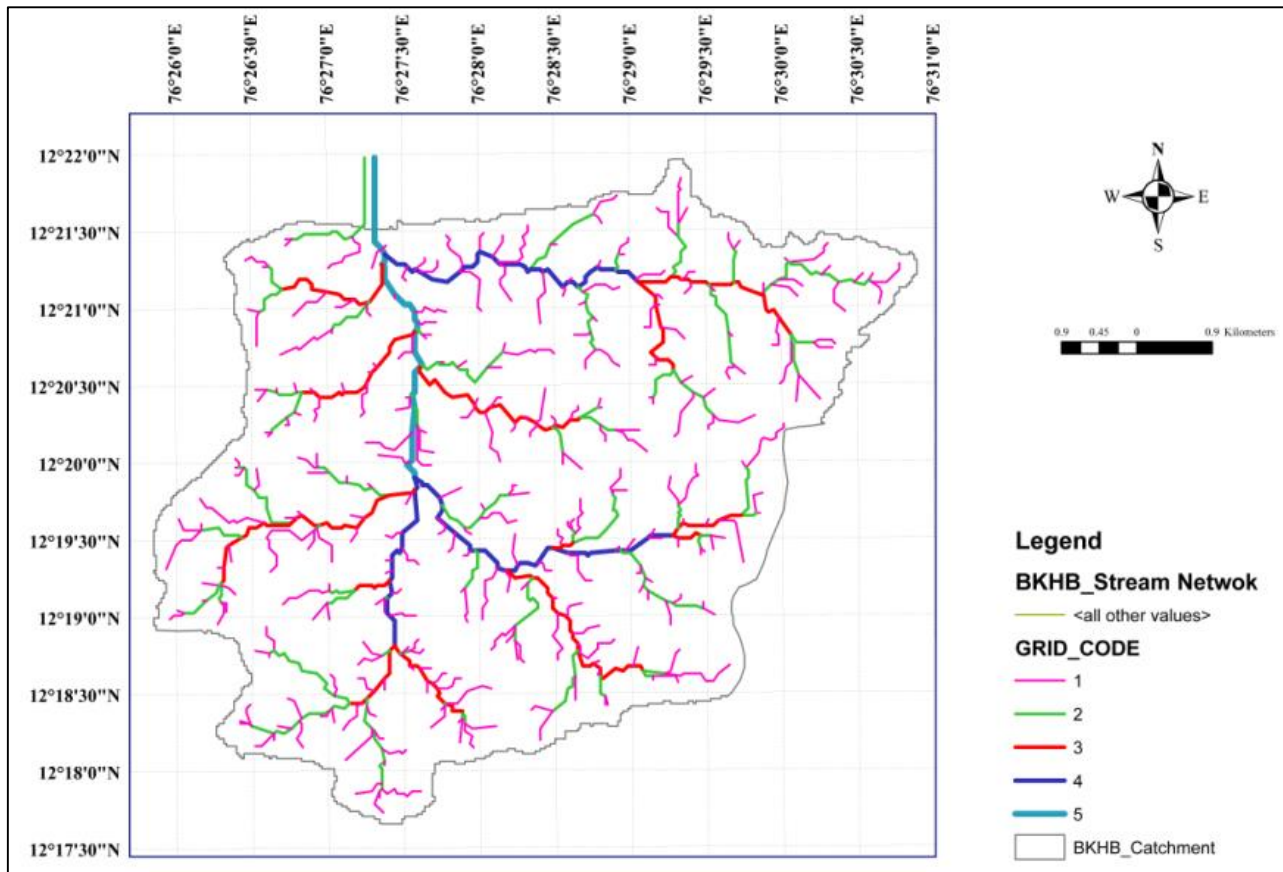 76°26'0"E
76°26'30"E
76°27'0"E
76°27'30"E
76°28'0"E
76°28'30"E
76°29'0"E
76°29'30"E
76°30'0"E
76°30'30"E
76°31'0"E
12°22'0"N
12°21'30"N
12°21'0"N
12°20'30"N
12°20'0"N
12°19'30"N
12°19'0"N
12°18'30"N
12°18'0"N
12°17'30"N
N
W E
S
0.9 0.45 0 0.9 Kilometers
Legend
BKHB_Stream Netwok
<all other values>
GRID_CODE
1
2
3
4
5
BKHB_Catchment